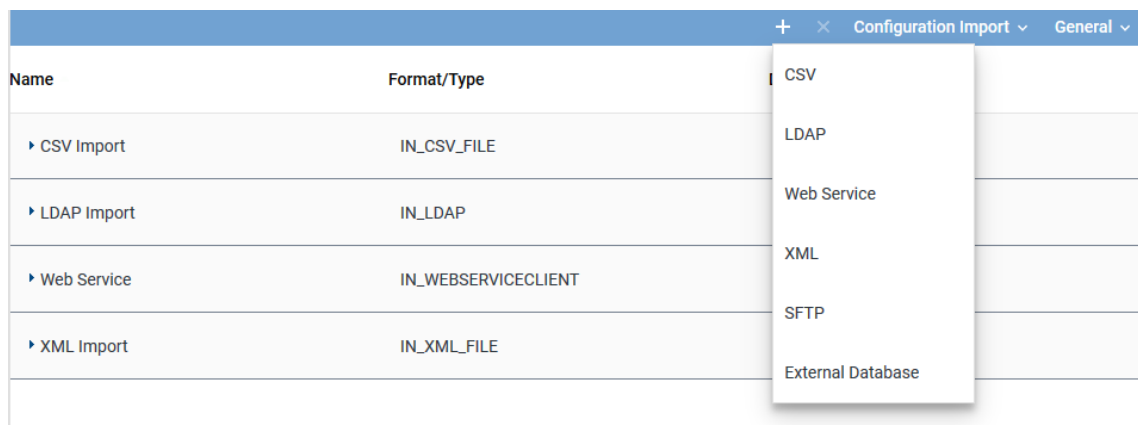 + × Configuration Import General
Name Format/Type
CSV Import IN_CSV_FILE
LDAP Import IN_LDAP
Web Service IN_WEBSERVICECLIENT
XML Import IN_XML_FILE
CSV
LDAP
Web Service
XML
SFTP
External Database